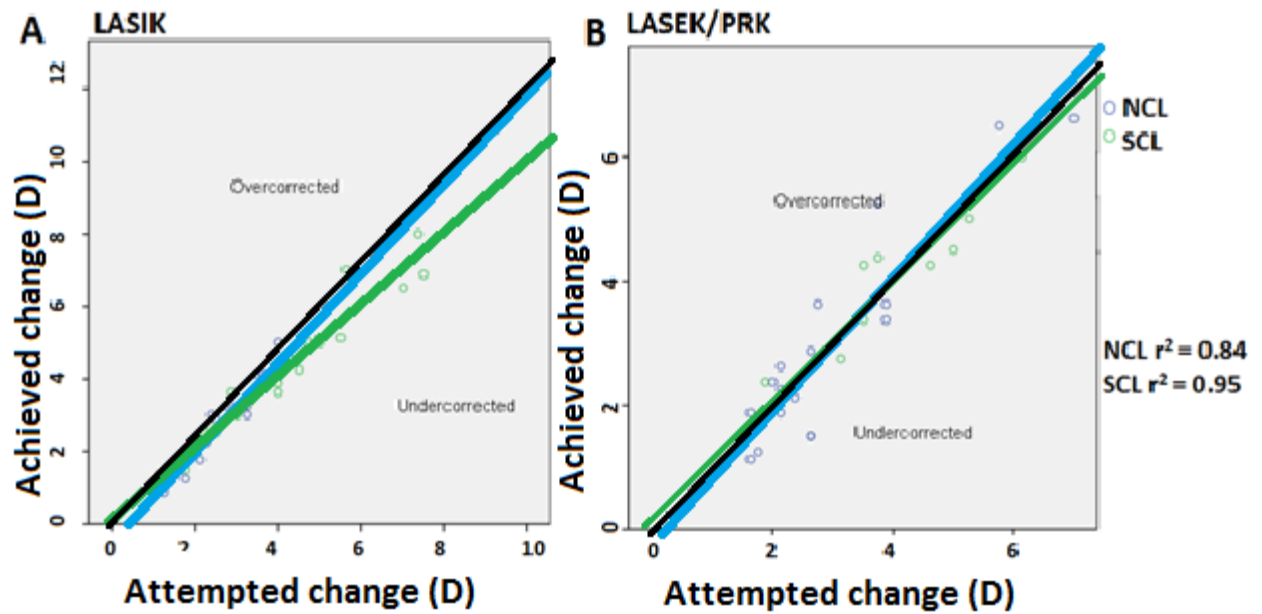 A LASIK
Achieved change (D)
12
10
8
6
4
2
0
Overcorrected
Undercorrected
0 2 4 6 8 10
Attempted change (D)
B LASEK/PRK
Achieved change (D)
6
4
2
0
Overcorrected
Undercorrected
0 2 4 6
Attempted change (D)
NCL
SCL
NCL r² = 0.84
SCL r² = 0.95